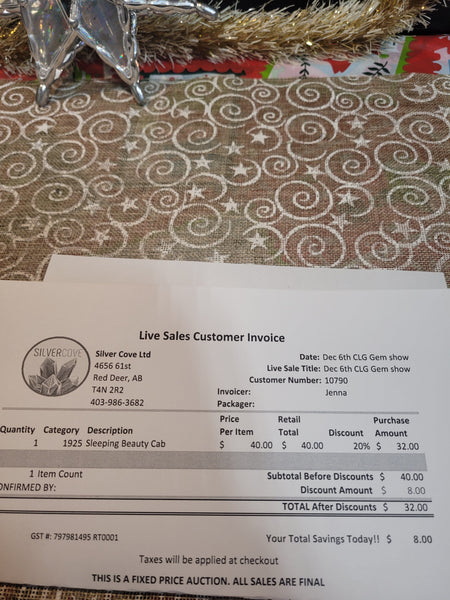 Live Sales Customer Invoice
SILVERCOVE
Silver Cove Ltd
4656 61st
Red Deer, AB
T4N 2R2
403-986-3682
Date: Dec 6th CLG Gem show
Live Sale Title: Dec 6th CLG Gem show
Customer Number: 10790
Invoicer: Jenna
Packager:
Quantity Category Description Price Per Item Retail Total Discount Purchase Amount
1 1925 Sleeping Beauty Cab $ 40.00 $ 40.00 20% $ 32.00
1 Item Count Subtotal Before Discounts $ 40.00
ONFIRMED BY: Discount Amount $ 8.00
TOTAL After Discounts $ 32.00
GST #: 797981495 RT0001 Your Total Savings Today!! $ 8.00
Taxes will be applied at checkout
THIS IS A FIXED PRICE AUCTION. ALL SALES ARE FINAL